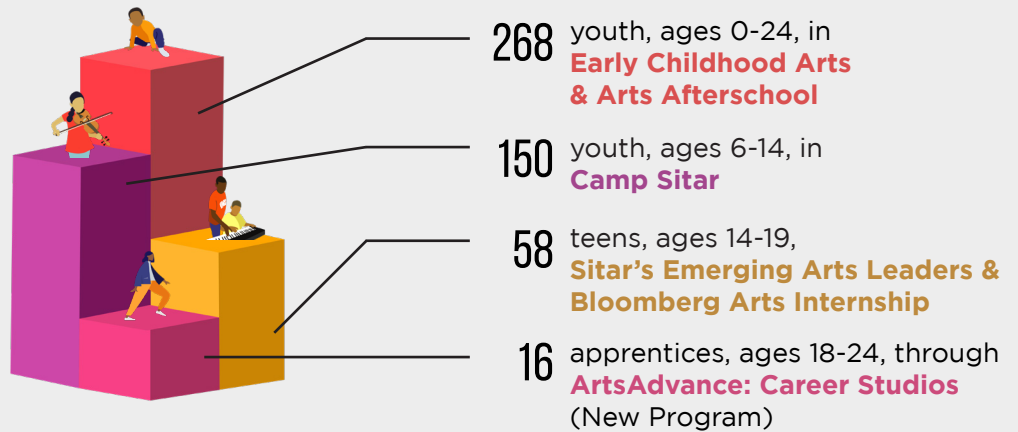 268 youth, ages 0-24, in
Early Childhood Arts
& Arts Afterschool
150 youth, ages 6-14, in
Camp Sitar
58 teens, ages 14-19,
Sitar’s Emerging Arts Leaders &
Bloomberg Arts Internship
16 apprentices, ages 18-24, through
ArtsAdvance: Career Studios
(New Program)